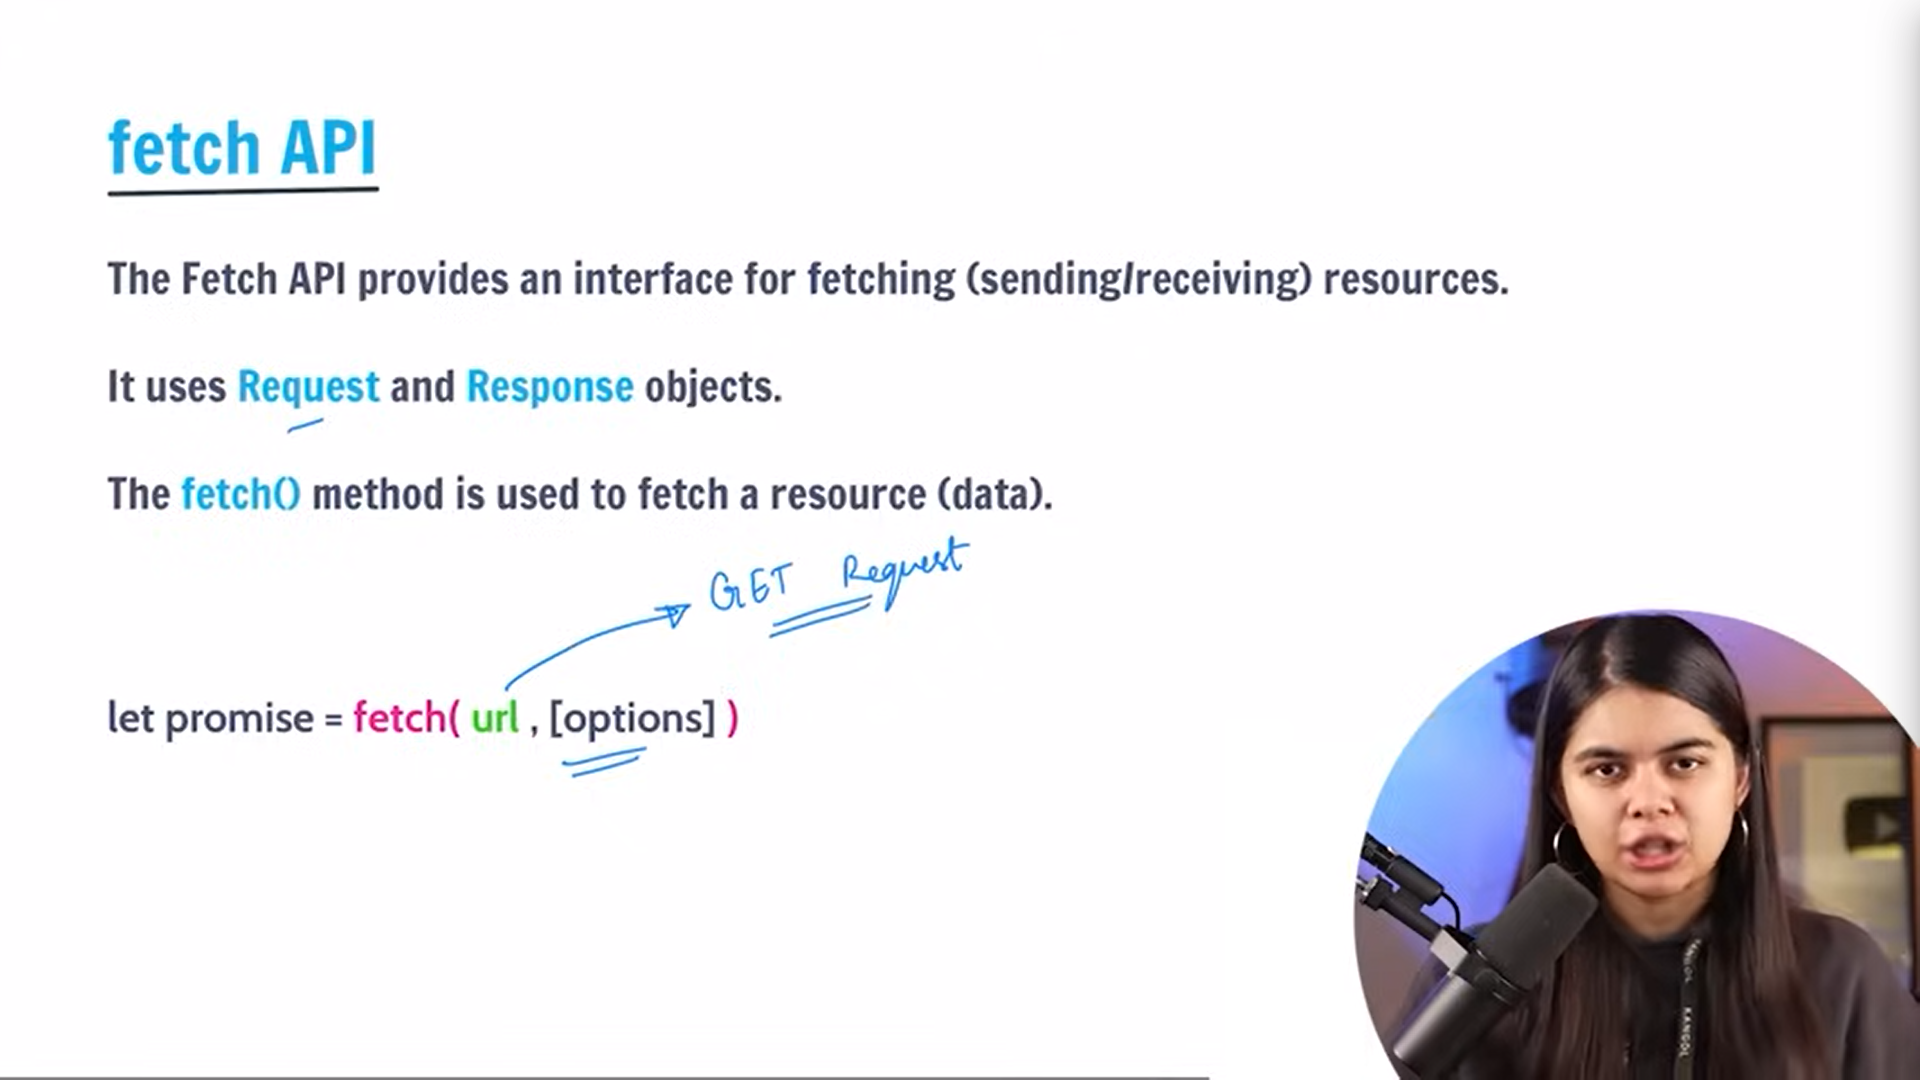 fetch API
The Fetch API provides an interface for fetching (sending/receiving) resources.
It uses Request and Response objects.
The fetch() method is used to fetch a resource (data).
GET Request
let promise = fetch( url , [options] )
KANGOL